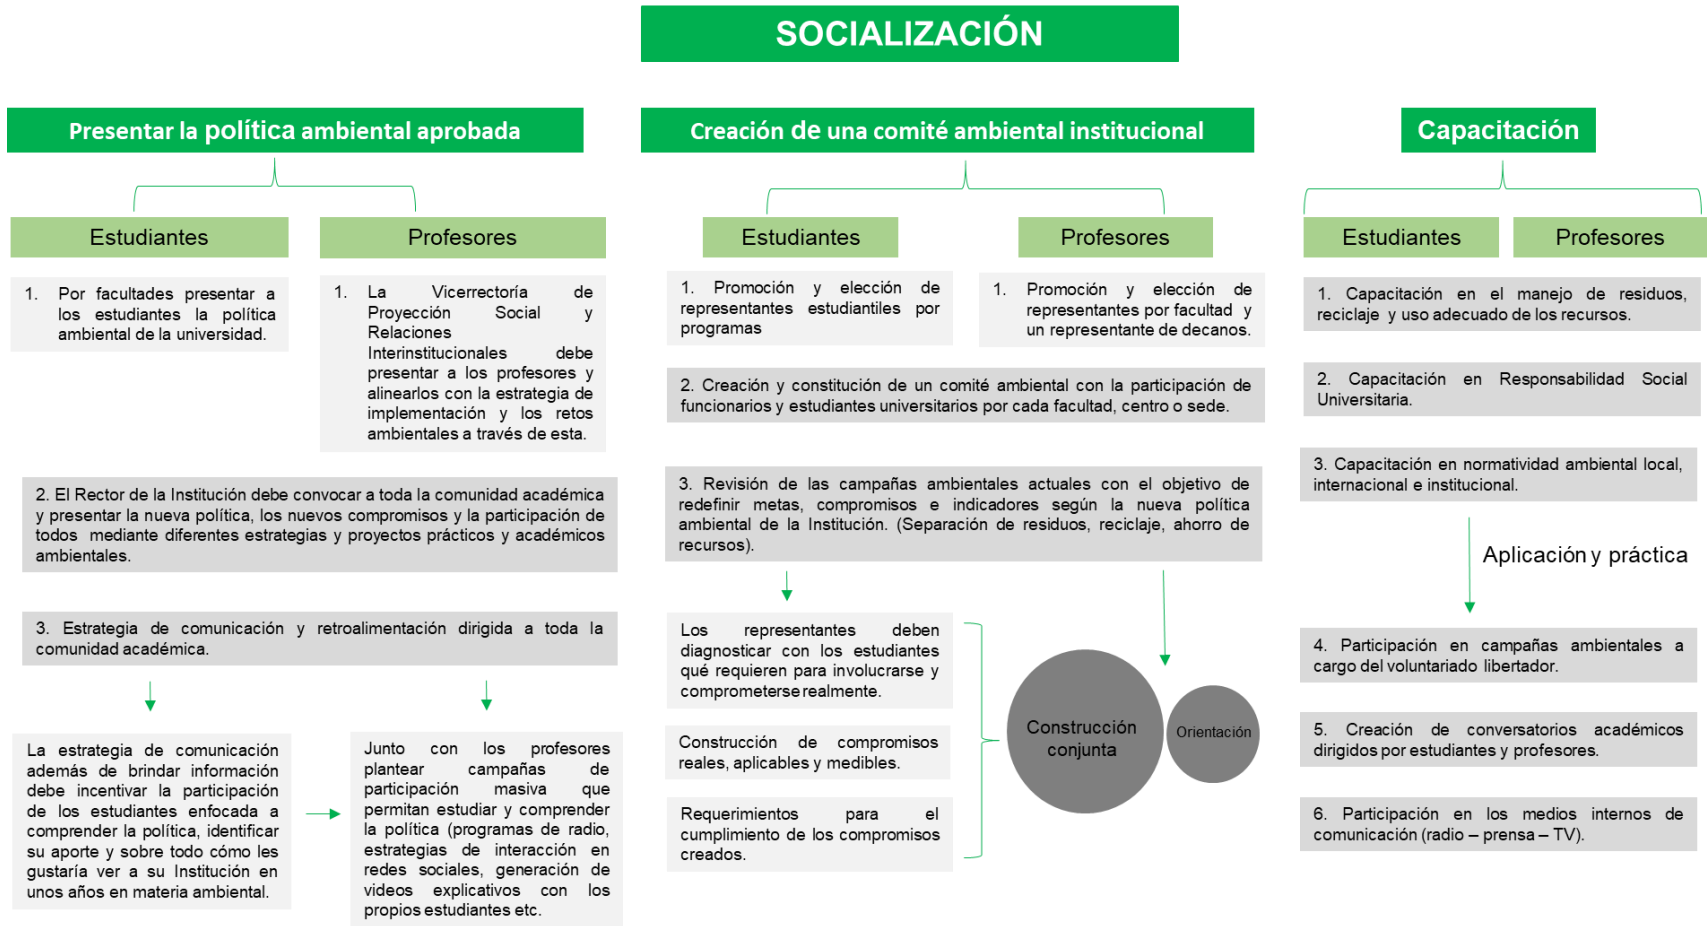 SOCIALIZACIÓN
Presentar la política ambiental aprobada
Estudiantes
Profesores
1. Por facultades presentar a
los estudiantes la política
ambiental de la universidad.
1. La Vicerrectoría de
Proyección Social y
Relaciones
Interinstitucionales debe
presentar a los profesores y
alinearlos con la estrategia de
implementación y los retos
ambientales a través de esta.
2. El Rector de la Institución debe convocar a toda la comunidad académica
y presentar la nueva política, los nuevos compromisos y la participación de
todos mediante diferentes estrategias y proyectos prácticos y académicos
ambientales.
3. Estrategia de comunicación y retroalimentación dirigida a toda la
comunidad académica.
La estrategia de comunicación
además de brindar información
debe incentivar la participación
de los estudiantes enfocada a
comprender la política, identificar
su aporte y sobre todo cómo les
gustaría ver a su Institución en
unos años en materia ambiental.
Junto con los profesores
plantear campañas de
participación masiva que
permitan estudiar y comprender
la política (programas de radio,
estrategias de interacción en
redes sociales, generación de
videos explicativos con los
propios estudiantes etc.
Creación de una comité ambiental institucional
Estudiantes
Profesores
1. Promoción y elección de
representantes estudiantiles por
programas
1. Promoción y elección de
representantes por facultad y
un representante de decanos.
2. Creación y constitución de un comité ambiental con la participación de
funcionarios y estudiantes universitarios por cada facultad, centro o sede.
3. Revisión de las campañas ambientales actuales con el objetivo de
redefinir metas, compromisos e indicadores según la nueva política
ambiental de la Institución. (Separación de residuos, reciclaje, ahorro de
recursos).
Los representantes deben
diagnosticar con los estudiantes
qué requieren para involucrarse y
comprometerse realmente.
Construcción de compromisos
reales, aplicables y medibles.
Requerimientos para el
cumplimiento de los compromisos
creados.
Construcción
conjunta
Orientación
Capacitación
Estudiantes
Profesores
1. Capacitación en el manejo de residuos,
reciclaje y uso adecuado de los recursos.
2. Capacitación en Responsabilidad Social
Universitaria.
3. Capacitación en normatividad ambiental local,
internacional e institucional.
Aplicación y práctica
4. Participación en campañas ambientales a
cargo del voluntariado libertador.
5. Creación de conversatorios académicos
dirigidos por estudiantes y profesores.
6. Participación en los medios internos de
comunicación (radio – prensa – TV).